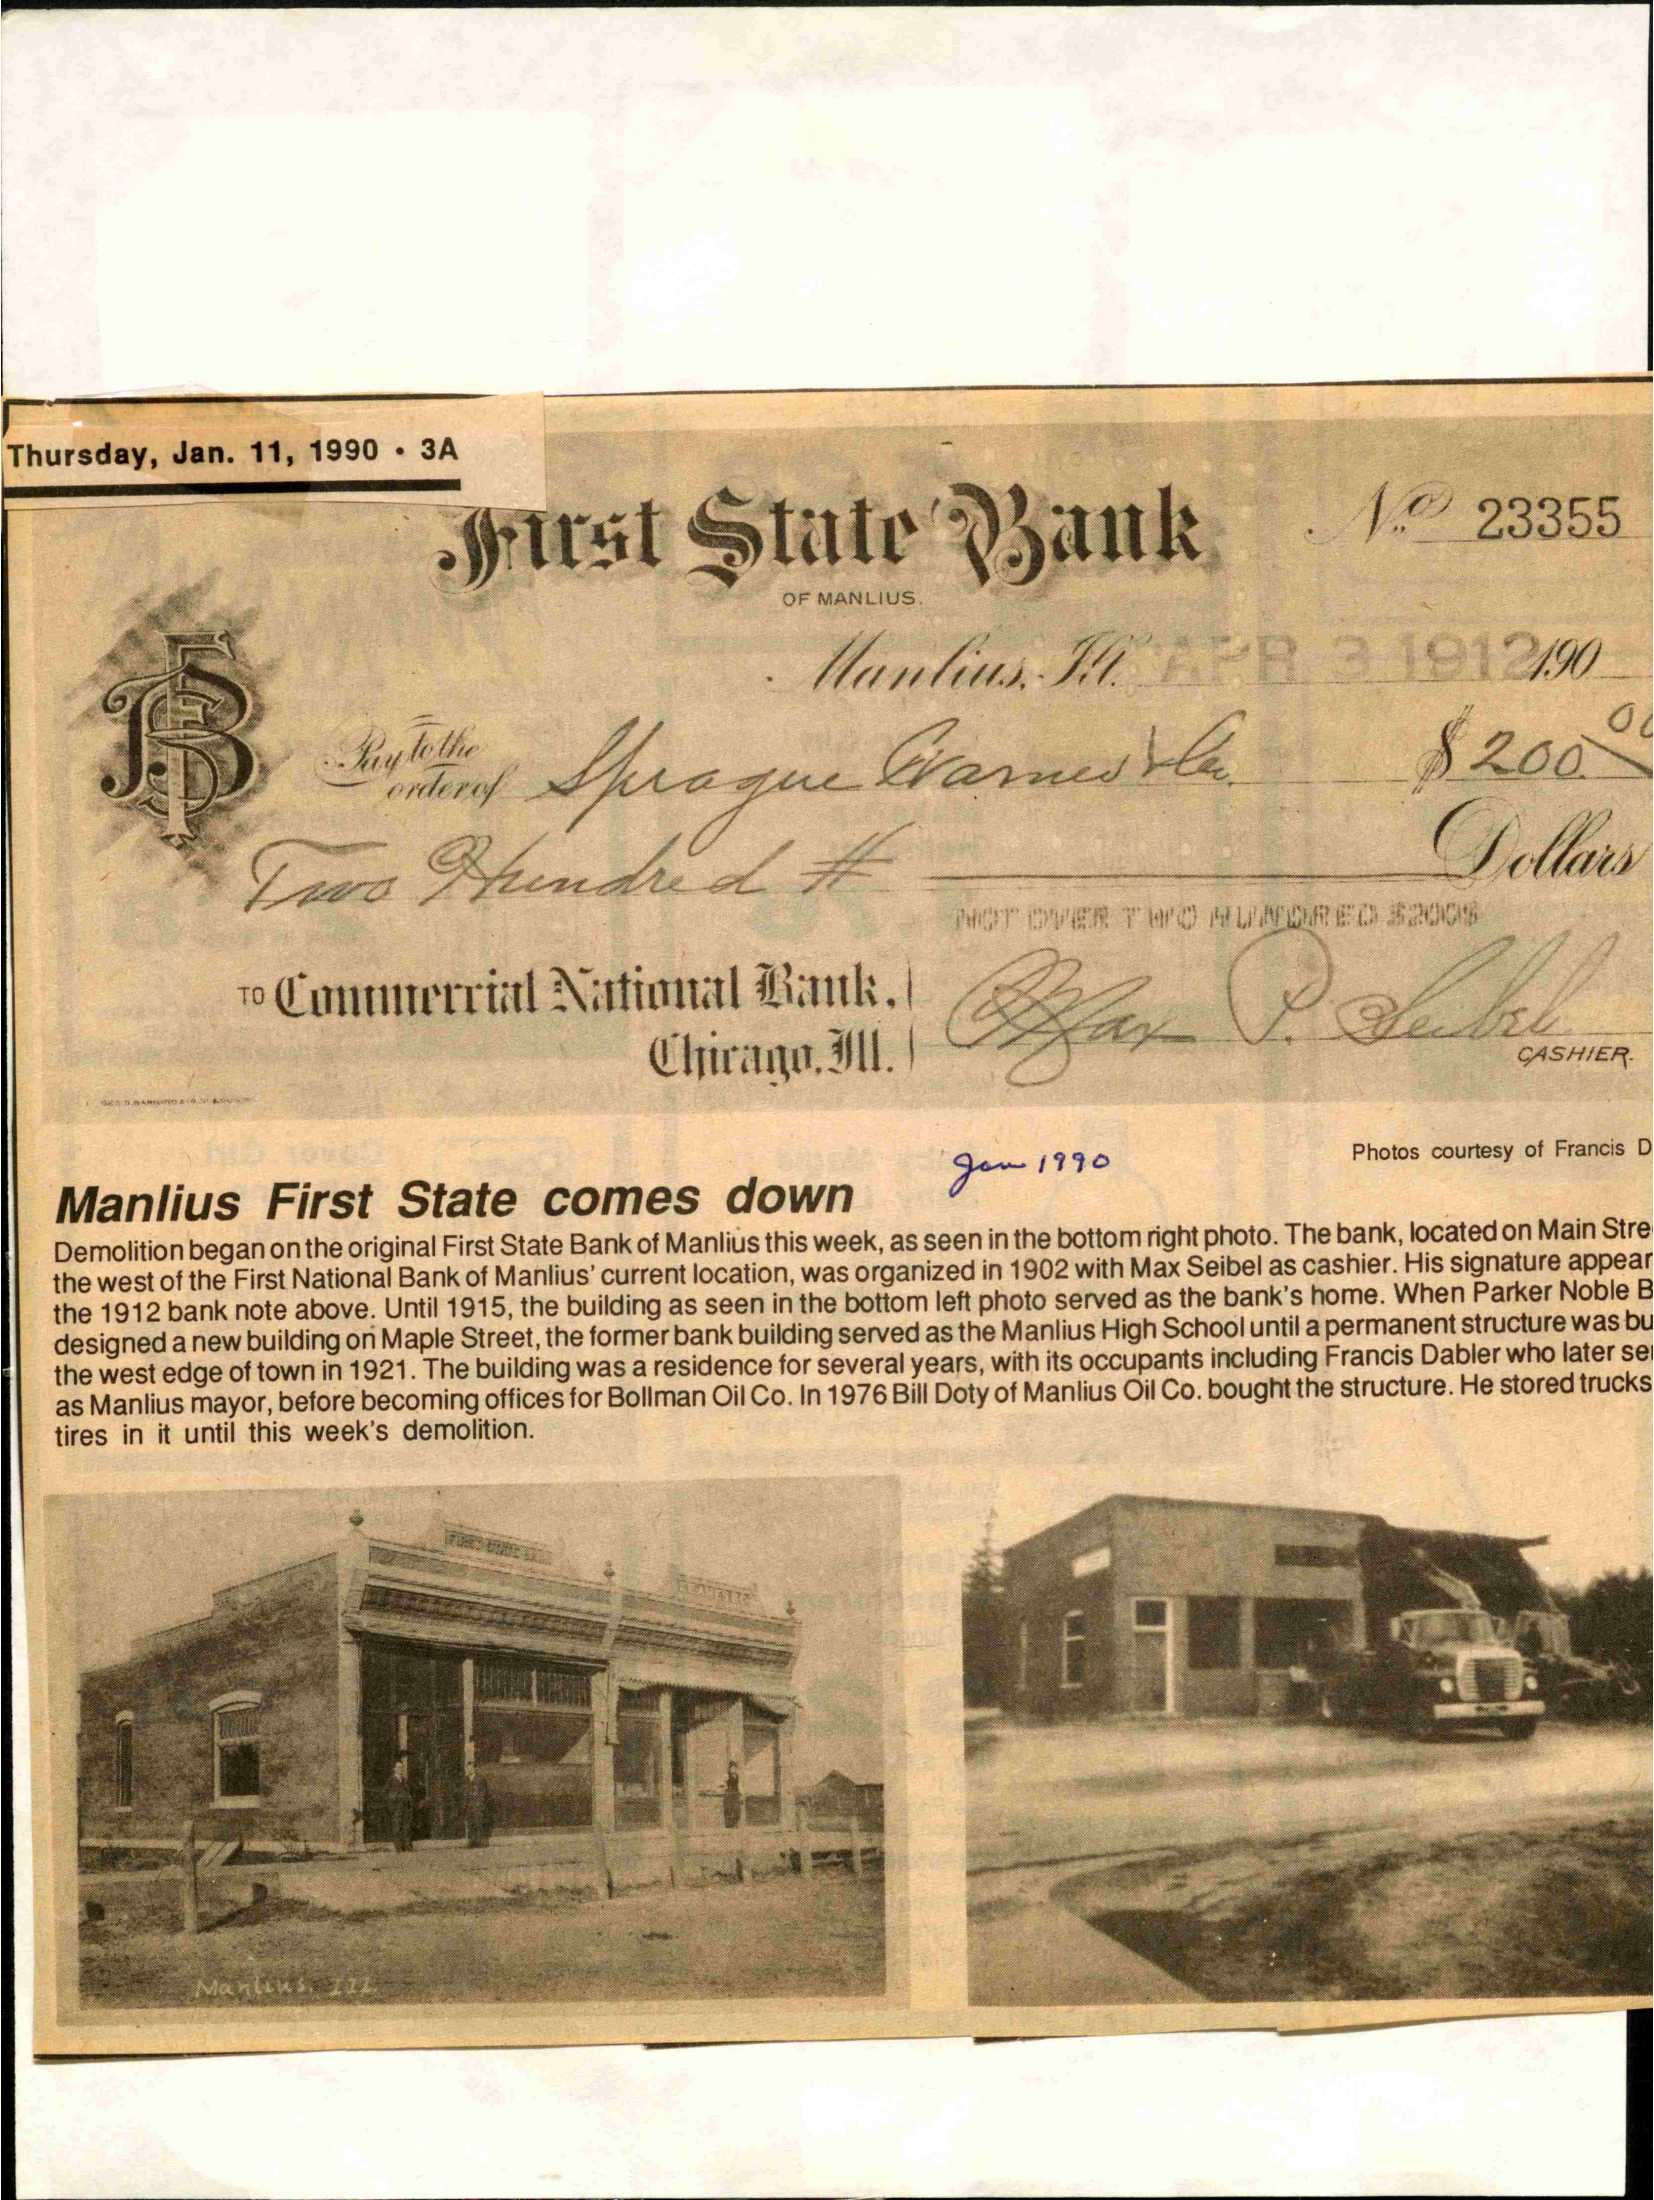 Thursday, Jan. 11, 1990 • 3A
First State Bank
No 23355
OF MANLIUS.
Manlius, Ill. APR 3 1912 190
Pay to the order of Sprague Warner & Co. $200.00
Two Hundred # Dollars
NOT OVER TWO HUNDRED $200$
TO Commercial National Bank,
Chicago, Ill.
Max P. Seibel
CASHIER.
Photos courtesy of Francis D
Jan 1990
Manlius First State comes down
Demolition began on the original First State Bank of Manlius this week, as seen in the bottom right photo. The bank, located on Main Stre
the west of the First National Bank of Manlius' current location, was organized in 1902 with Max Seibel as cashier. His signature appear
the 1912 bank note above. Until 1915, the building as seen in the bottom left photo served as the bank's home. When Parker Noble B
designed a new building on Maple Street, the former bank building served as the Manlius High School until a permanent structure was bu
the west edge of town in 1921. The building was a residence for several years, with its occupants including Francis Dabler who later se
as Manlius mayor, before becoming offices for Bollman Oil Co. In 1976 Bill Doty of Manlius Oil Co. bought the structure. He stored trucks
tires in it until this week's demolition.
FIRST STATE BANK
Manlius. Ill